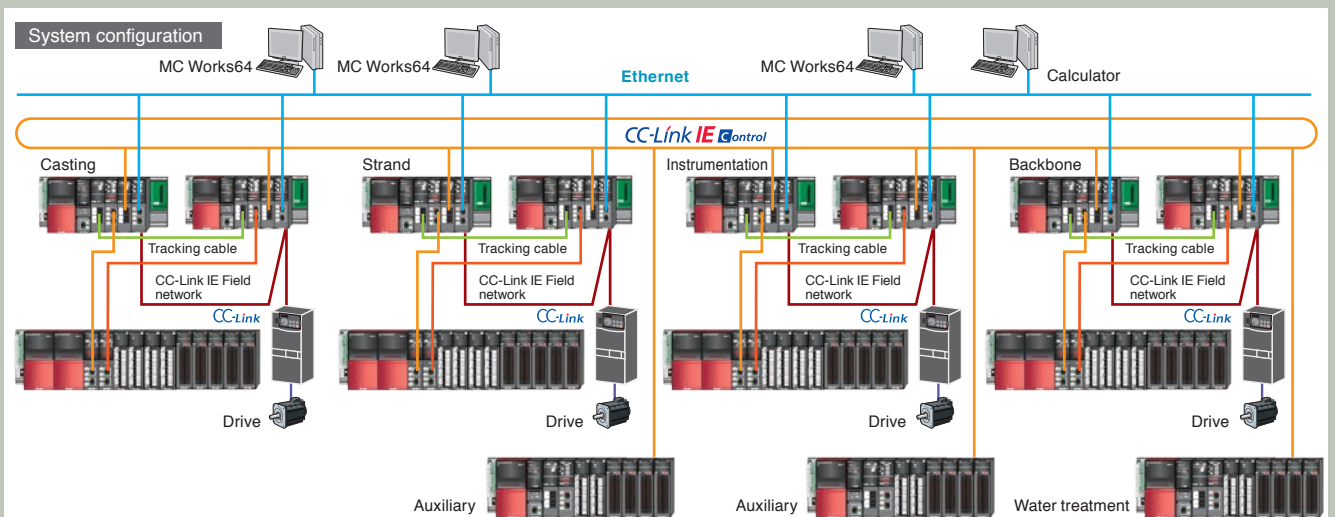 System configuration
MC Works64
MC Works64
MC Works64
Calculator
Ethernet
CC-Link IE Control
Casting
Strand
Instrumentation
Backbone
Tracking cable
Tracking cable
Tracking cable
Tracking cable
CC-Link IE Field
network
CC-Link IE Field
network
CC-Link IE Field
network
CC-Link IE Field
network
CC-Link
CC-Link
CC-Link
CC-Link
Drive
Drive
Drive
Drive
Auxiliary
Auxiliary
Water treatment